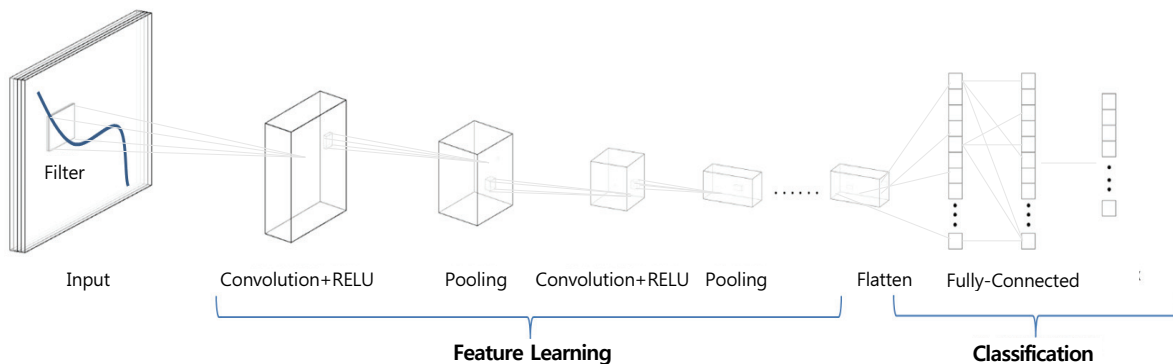 Filter
Input
Convolution+RELU
Pooling
Convolution+RELU
Pooling
Flatten
Fully-Connected
Feature Learning
Classification